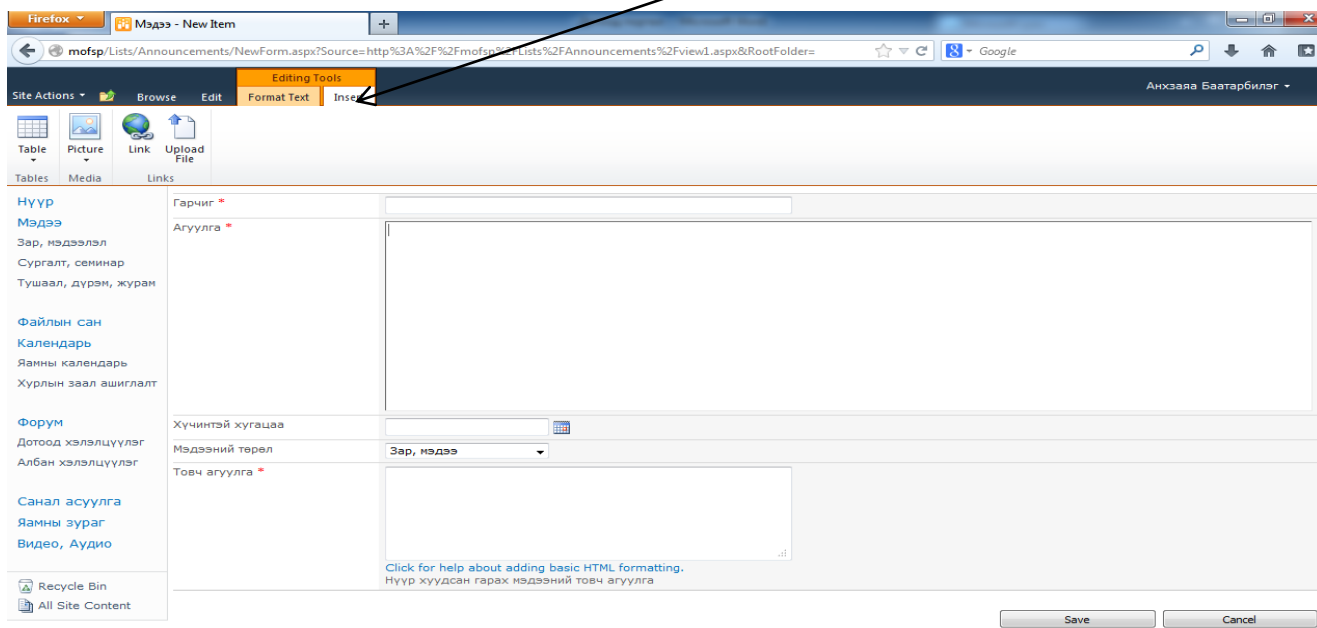 Firefox
Мэдээ - New Item
mofsp/Lists/Announcements/NewForm.aspx?Source=http%3A%2F%2Fmofsp%2FLists%2FAnnouncements%2Fview1.aspx&RootFolder=
Google
Editing Tools
Site Actions Browse Edit Format Text Insert
Анхзаяа Баатарбилэг
Table Picture Link Upload File
Tables Media Links
Нүүр
Мэдээ
Зар, мэдээлэл
Сургалт, семинар
Тушаал, дүрэм, журам
Файлын сан
Календарь
Яамны календарь
Хурлын заал ашиглалт
Форум
Дотоод хэлэлцүүлэг
Албан хэлэлцүүлэг
Санал асуулга
Яамны зураг
Видео, Аудио
Recycle Bin
All Site Content
Гарчиг *
Агуулга *
Хүчинтэй хугацаа
Мэдээний төрөл
Зар, мэдээ
Товч агуулга *
Click for help about adding basic HTML formatting.
Нүүр хуудсан гарах мэдээний товч агуулга
Save Cancel